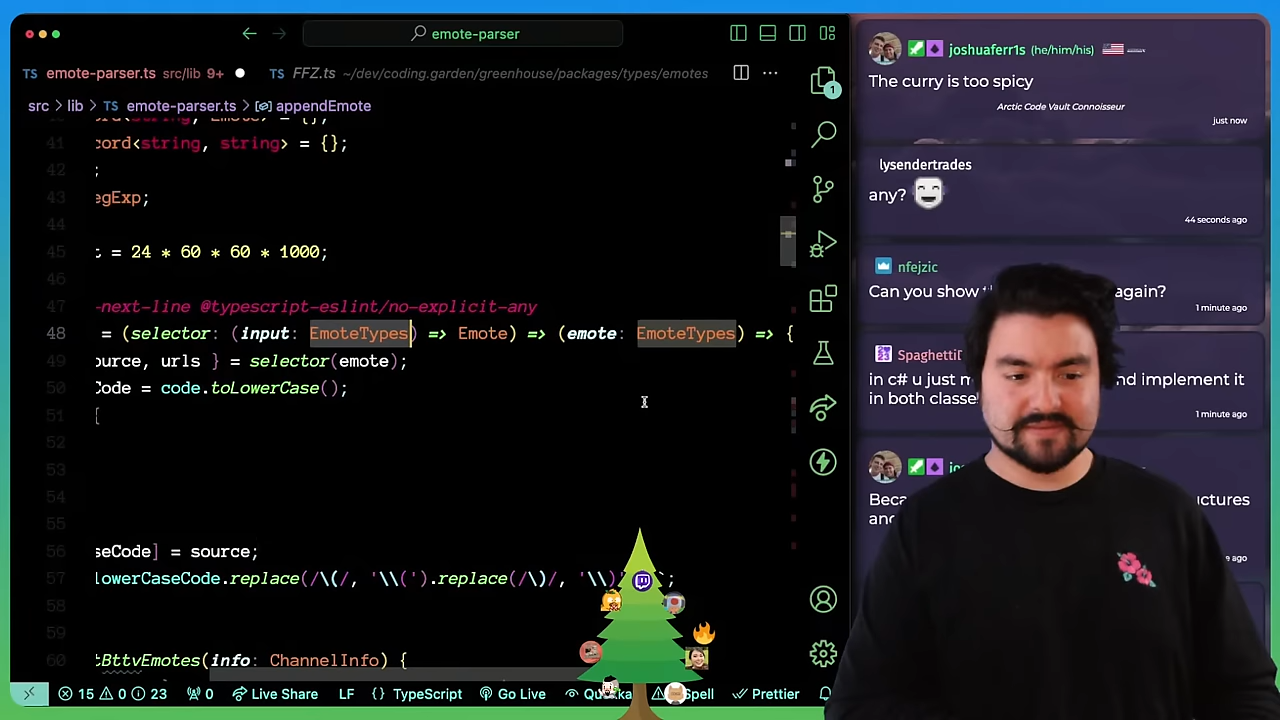 emote-parser
TS emote-parser.ts src/lib 9+ TS FFZ.ts ~/dev/coding.garden/greenhouse/packages/types/emotes
src > lib > TS emote-parser.ts > appendEmote
41 cord<string, string> = {};
42 ;
43 egExp;
44
45 = 24 * 60 * 60 * 1000;
46
47 -next-line @typescript-eslint/no-explicit-any
48 = (selector: (input: EmoteTypes) => Emote) => (emote: EmoteTypes) => {
49 ource, urls } = selector(emote);
50 Code = code.toLowerCase();
51 {
52
53
54
55
56 seCode] = source;
57 lowerCaseCode.replace(/\(/, '\\(').replace(/\)/, '\\)
58
59
60 tBttvEmotes(info: ChannelInfo) {
15 0 23 0 Live Share LF {} TypeScript Go Live Spell Prettier
1
joshuaferr1s (he/him/his)
The curry is too spicy
Arctic Code Vault Connoisseur
just now
lysendertrades
any?
44 seconds ago
nfejzic
Can you show again?
1 minute ago
in c# u just nd implement it
in both classe
1 minute ago